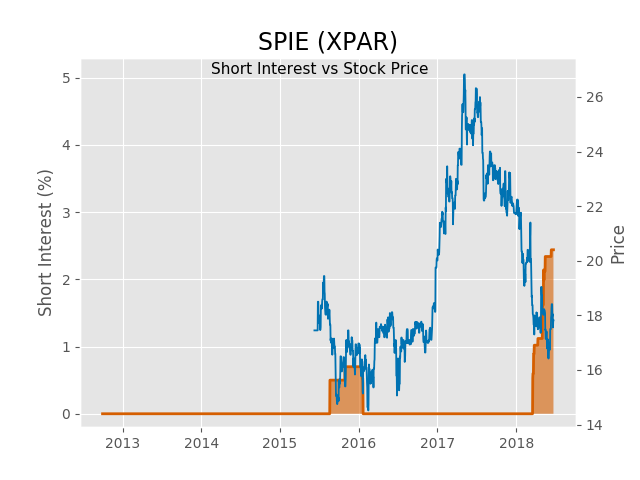 SPIE (XPAR)
Short Interest vs Stock Price
Short Interest (%)
5
4
3
2
1
0
26
24
22
20
18
16
14
Price
2013 2014 2015 2016 2017 2018